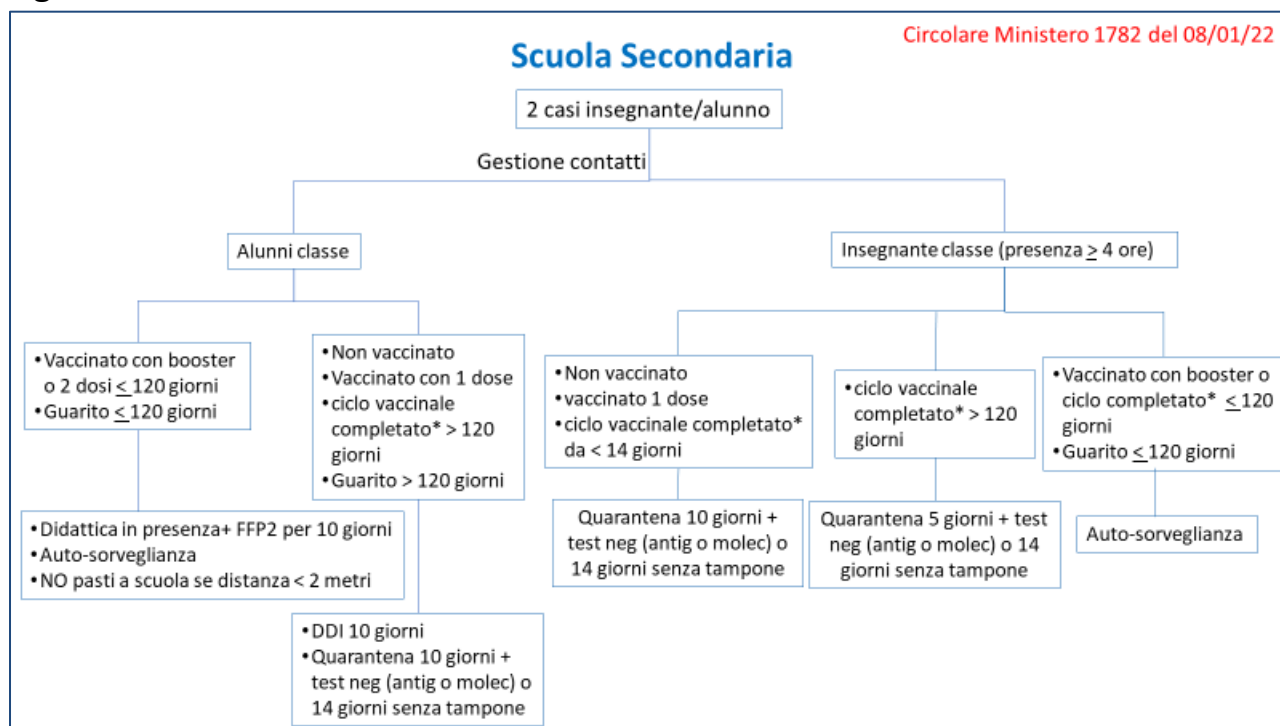 Circolare Ministero 1782 del 08/01/22
Scuola Secondaria
2 casi insegnante/alunno
Gestione contatti
Alunni classe
Insegnante classe (presenza > 4 ore)
•Vaccinato con booster
o 2 dosi < 120 giorni
•Guarito < 120 giorni
•Non vaccinato
•Vaccinato con 1 dose
•ciclo vaccinale
completato* > 120
giorni
•Guarito > 120 giorni
•Non vaccinato
•vaccinato 1 dose
•ciclo vaccinale completato*
da < 14 giorni
•ciclo vaccinale
completato* > 120
giorni
•Vaccinato con booster o
ciclo completato* <120
giorni
•Guarito < 120 giorni
•Didattica in presenza+ FFP2 per 10 giorni
•Auto-sorveglianza
•NO pasti a scuola se distanza < 2 metri
•DDI 10 giorni
•Quarantena 10 giorni +
test neg (antig o molec) o
14 giorni senza tampone
Quarantena 10 giorni +
test neg (antig o molec) o
14 giorni senza tampone
Quarantena 5 giorni + test
neg (antig o molec) o 14
giorni senza tampone
Auto-sorveglianza